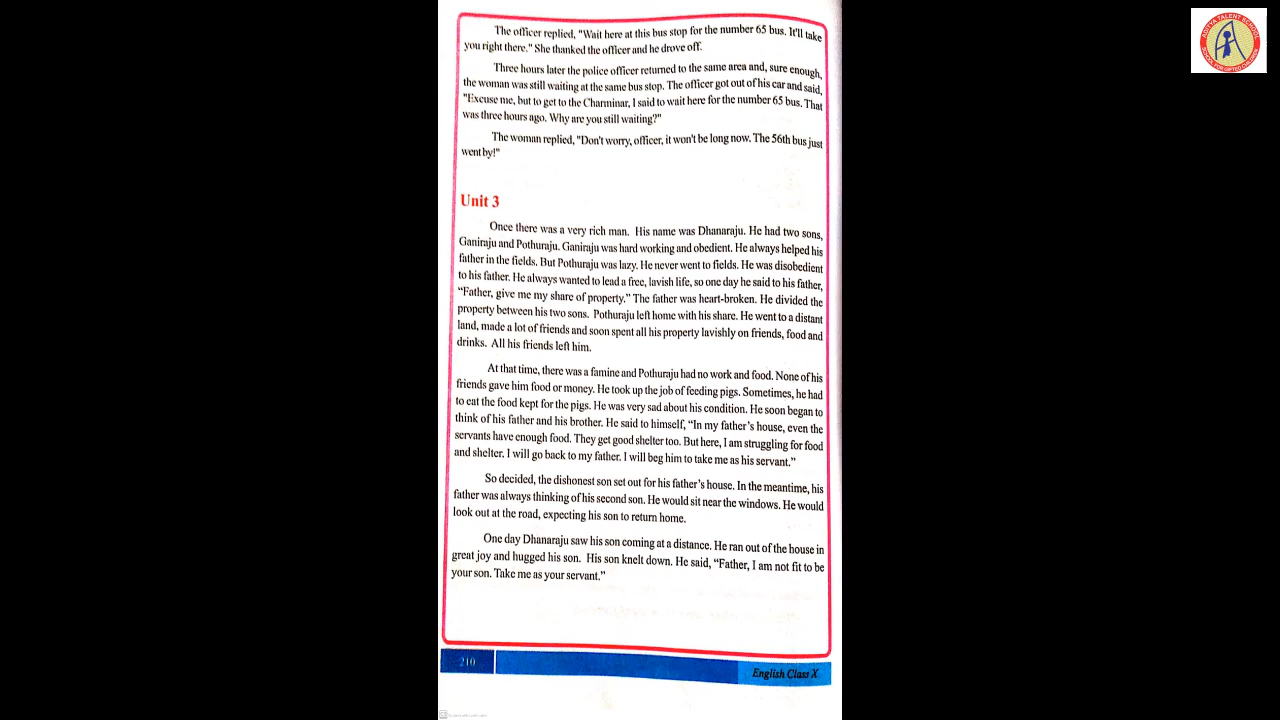 ADITYA TALENT SCHOOL
SCHOOL FOR GIFTED CHILDREN
The officer replied, "Wait here at this bus stop for the number 65 bus. It'll take
you right there." She thanked the officer and he drove off.
Three hours later the police officer returned to the same area and, sure enough,
the woman was still waiting at the same bus stop. The officer got out of his car and said,
"Excuse me, but to get to the Charminar, I said to wait here for the number 65 bus. That
was three hours ago. Why are you still waiting?"
The woman replied, "Don't worry, officer, it won't be long now. The 56th bus just
went by!"
Unit 3
Once there was a very rich man. His name was Dhanaraju. He had two sons,
Ganiraju and Pothuraju. Ganiraju was hard working and obedient. He always helped his
father in the fields. But Pothuraju was lazy. He never went to fields. He was disobedient
to his father. He always wanted to lead a free, lavish life, so one day he said to his father,
“Father, give me my share of property.” The father was heart-broken. He divided the
property between his two sons. Pothuraju left home with his share. He went to a distant
land, made a lot of friends and soon spent all his property lavishly on friends, food and
drinks. All his friends left him.
At that time, there was a famine and Pothuraju had no work and food. None of his
friends gave him food or money. He took up the job of feeding pigs. Sometimes, he had
to eat the food kept for the pigs. He was very sad about his condition. He soon began to
think of his father and his brother. He said to himself, “In my father’s house, even the
servants have enough food. They get good shelter too. But here, I am struggling for food
and shelter. I will go back to my father. I will beg him to take me as his servant.”
So decided, the dishonest son set out for his father’s house. In the meantime, his
father was always thinking of his second son. He would sit near the windows. He would
look out at the road, expecting his son to return home.
One day Dhanaraju saw his son coming at a distance. He ran out of the house in
great joy and hugged his son. His son knelt down. He said, “Father, I am not fit to be
your son. Take me as your servant.”
210
English Class X